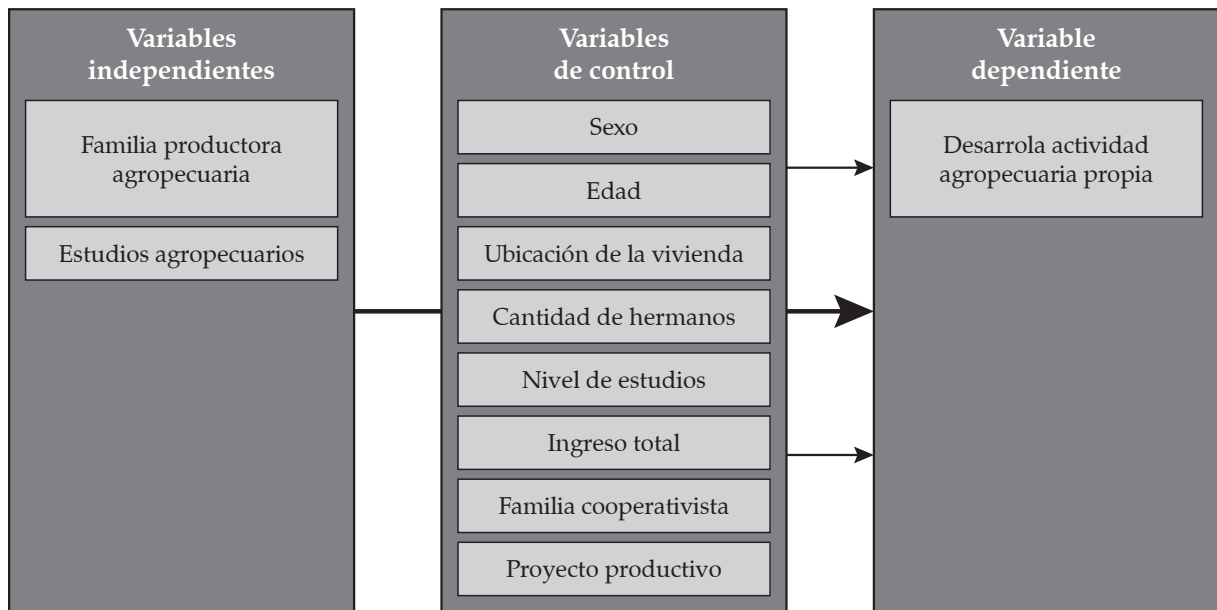 Variables
independientes
Familia productora
agropecuaria
Estudios agropecuarios
Variables
de control
Sexo
Edad
Ubicación de la vivienda
Cantidad de hermanos
Nivel de estudios
Ingreso total
Familia cooperativista
Proyecto productivo
Variable
dependiente
Desarrola actividad
agropecuaria propia